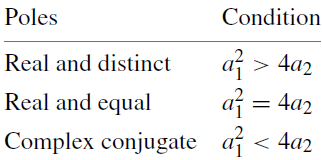 Poles Condition
Real and distinct a₁² > 4a₂
Real and equal a₁² = 4a₂
Complex conjugate a₁² < 4a₂